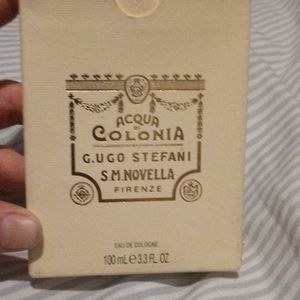 ACQUA
DI
COLONIA
G.UGO STEFANI
S.M.NOVELLA
FIRENZE
EAU DE COLOGNE
100 mL e 3.3 FL OZ